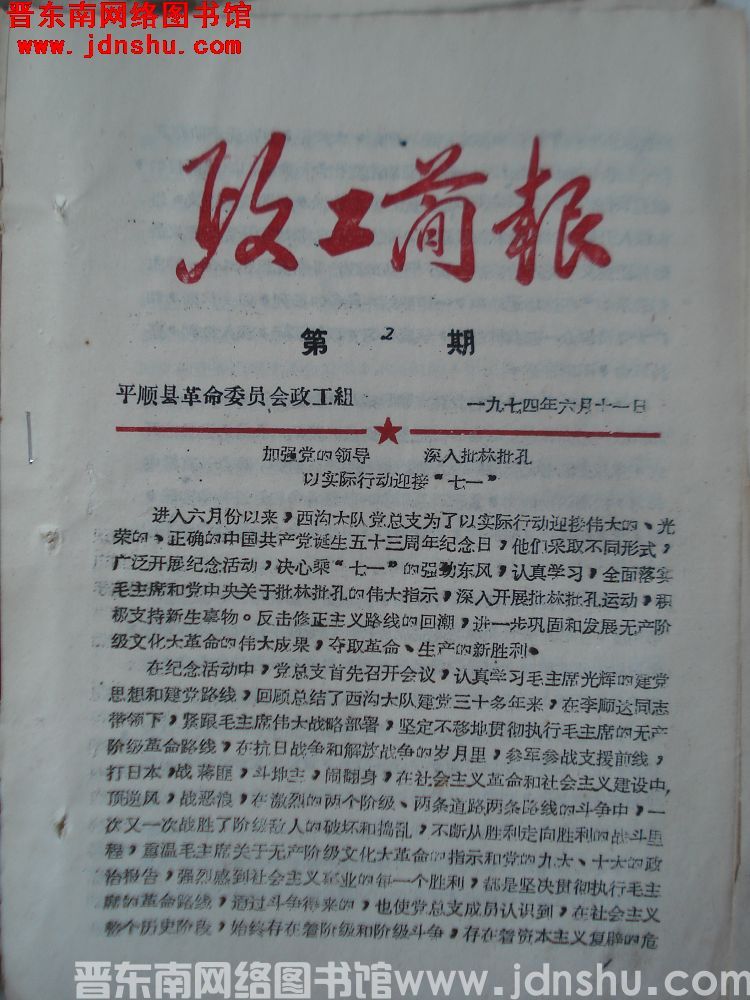 晋东南网络图书馆
www.jdnshu.com
政工简报
第 2 期
平顺县革命委员会政工组 一九七四年六月十一日
加强党的领导 深入批林批孔
以实际行动迎接“七一”
进入六月份以来，西沟大队党总支为了以实际行动迎接伟大的、光
荣的、正确的中国共产党诞生五十三周年纪念日，他们采取不同形式，
广泛开展纪念活动，决心乘“七一”的强劲东风，认真学习，全面落实
毛主席和党中央关于批林批孔的伟大指示，深入开展批林批孔运动，积
极支持新生事物。反击修正主义路线的回潮，进一步巩固和发展无产阶
级文化大革命的伟大成果，夺取革命、生产的新胜利。
在纪念活动中，党总支首先召开会议，认真学习毛主席光辉的建党
思想和建党路线，回顾总结了西沟大队建党三十多年来，在李顺达同志
带领下，紧跟毛主席伟大战略部署，坚定不移地贯彻执行毛主席的无产
阶级革命路线，在抗日战争和解放战争的岁月里，参军参战支援前线，
打日本，战蒋匪，斗地主，闹翻身，在社会主义革命和社会主义建设中，
顶逆风，战恶浪，在激烈的两个阶级、两条道路两条路线的斗争中，一
次又一次战胜了阶级敌人的破坏和捣乱，不断从胜利走向胜利的战斗里
程，重温毛主席关于无产阶级文化大革命的指示和党的九大、十大的政
治报告，强烈感到社会主义事业的每一个胜利，都是坚决贯彻执行毛主
席的革命路线，通过斗争得来的，也使党总支成员认识到，在社会主义
整个历史阶段，始终存在着阶级和阶级斗争，存在着资本主义复辟的危
晋东南网络图书馆www.jdnshu.com